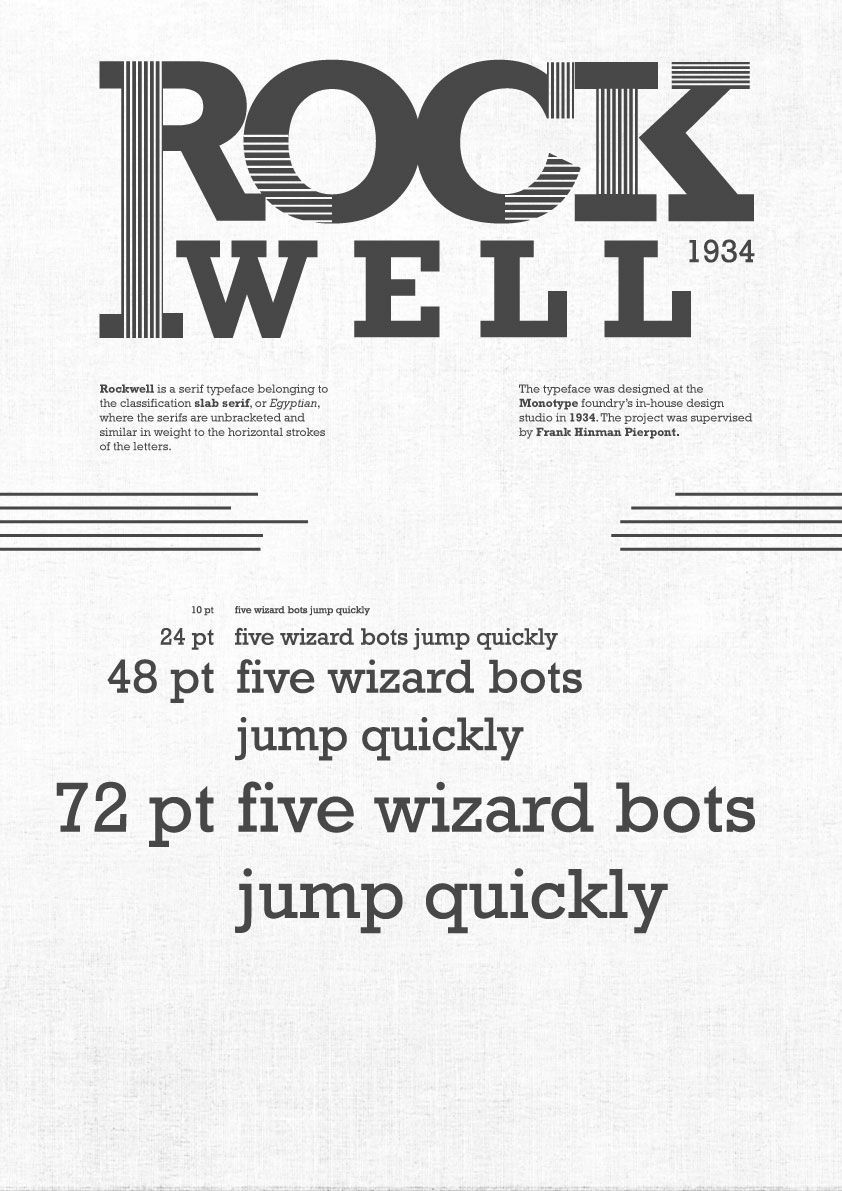 ROCK
WELL 1934
Rockwell is a serif typeface belonging to
the classification slab serif, or Egyptian,
where the serifs are unbracketed and
similar in weight to the horizontal strokes
of the letters.
The typeface was designed at the
Monotype foundry's in-house design
studio in 1934. The project was supervised
by Frank Hinman Pierpont.
10 pt five wizard bots jump quickly
24 pt five wizard bots jump quickly
48 pt five wizard bots
jump quickly
72 pt five wizard bots
jump quickly